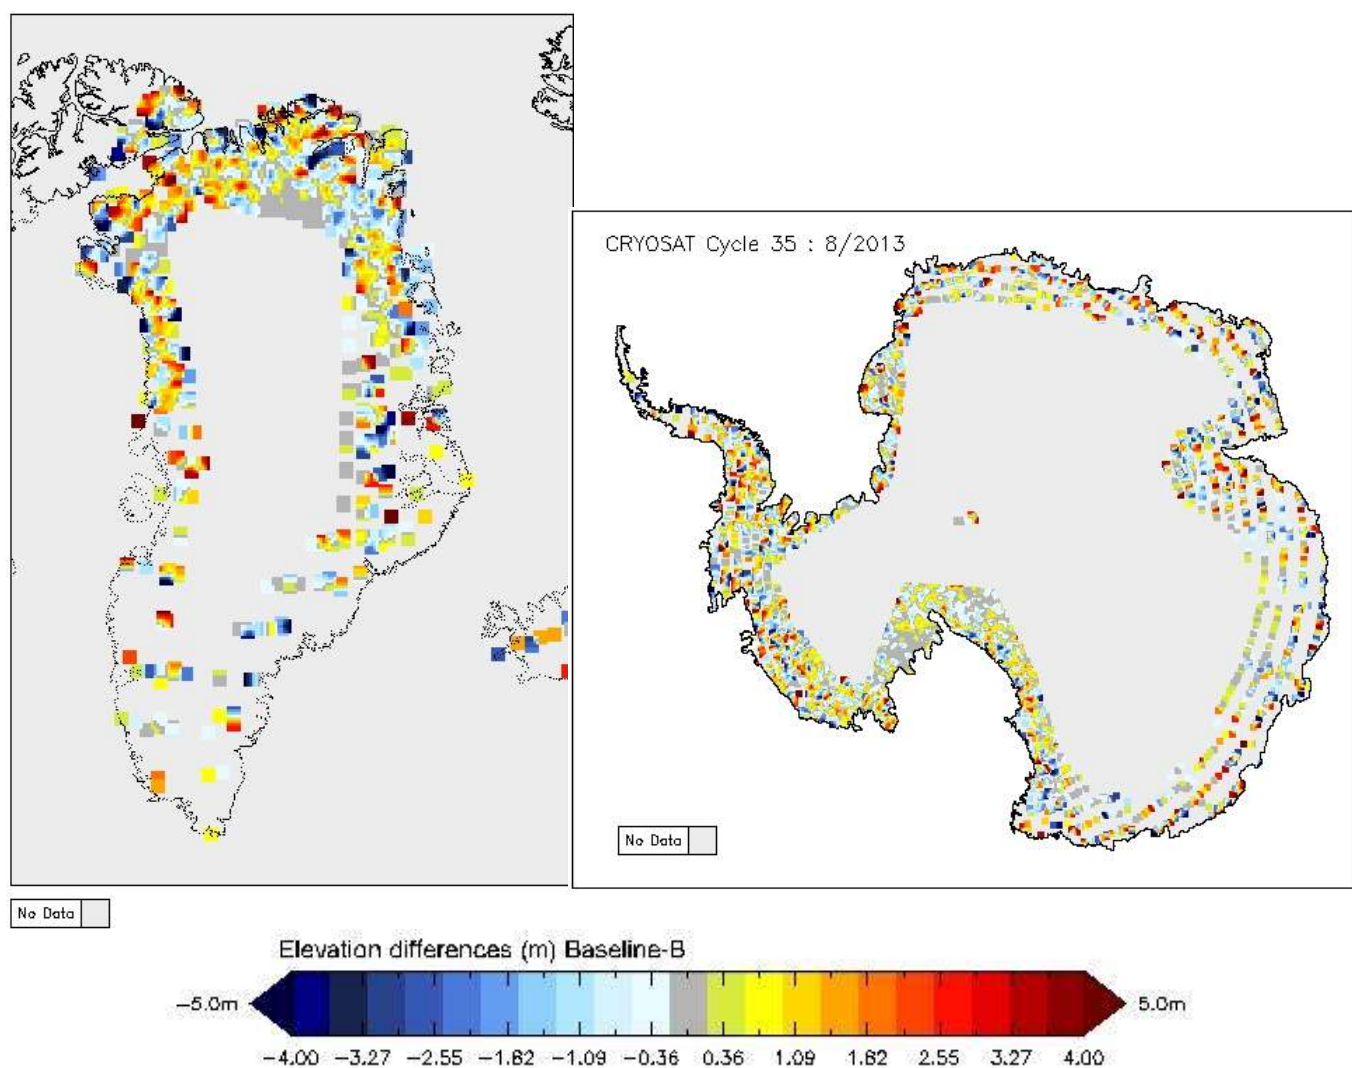 CRYOSAT Cycle 35 : 8/2013
No Data
No Data
Elevation differences (m) Baseline-B
-5.0m
5.0m
-4.00 -3.27 -2.55 -1.82 -1.09 -0.36 0.36 1.09 1.82 2.55 3.27 4.00